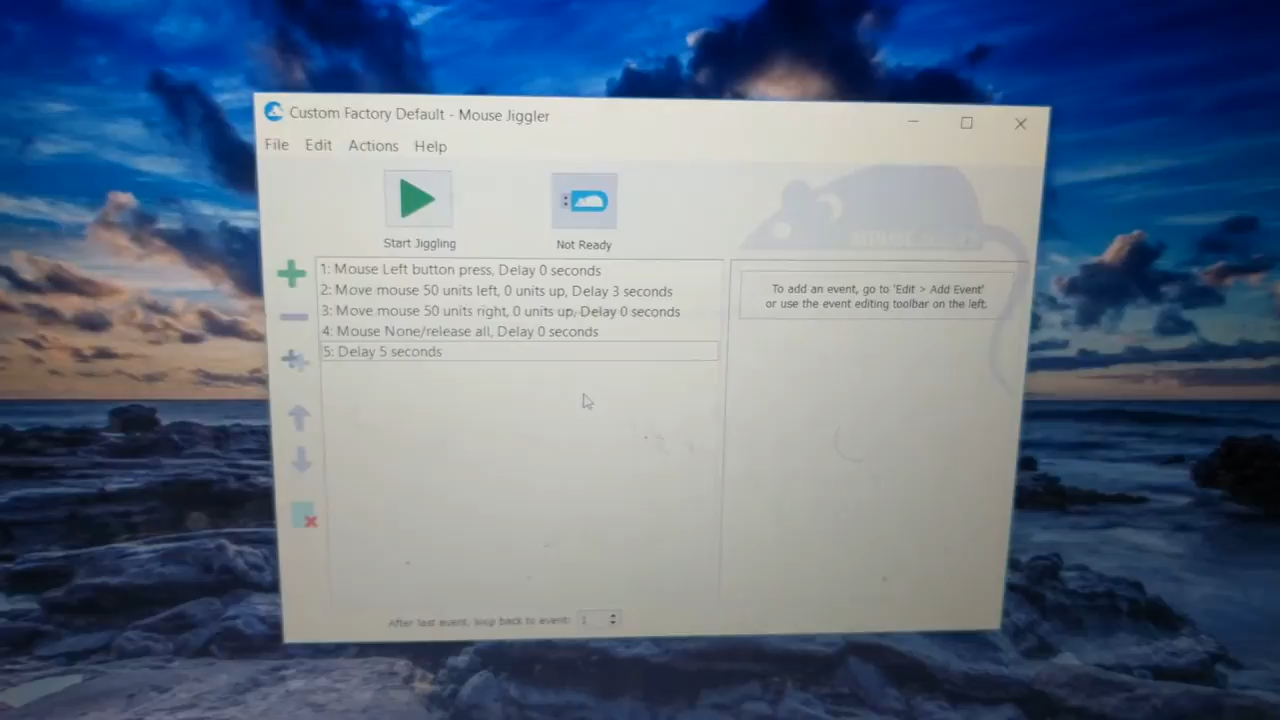 Custom Factory Default - Mouse Jiggler
File Edit Actions Help
Start Jiggling
Not Ready
1: Mouse Left button press, Delay 0 seconds
2: Move mouse 50 units left, 0 units up, Delay 3 seconds
3: Move mouse 50 units right, 0 units up, Delay 0 seconds
4: Mouse None/release all, Delay 0 seconds
5: Delay 5 seconds
To add an event, go to 'Edit > Add Event'
or use the event editing toolbar on the left.
After last event, loop back to event: 1